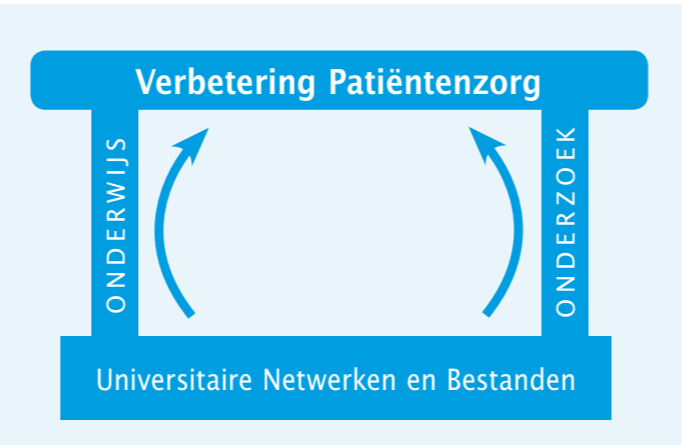 Verbetering Patiëntenzorg
ONDERWIJS
ONDERZOEK
Universitaire Netwerken en Bestanden